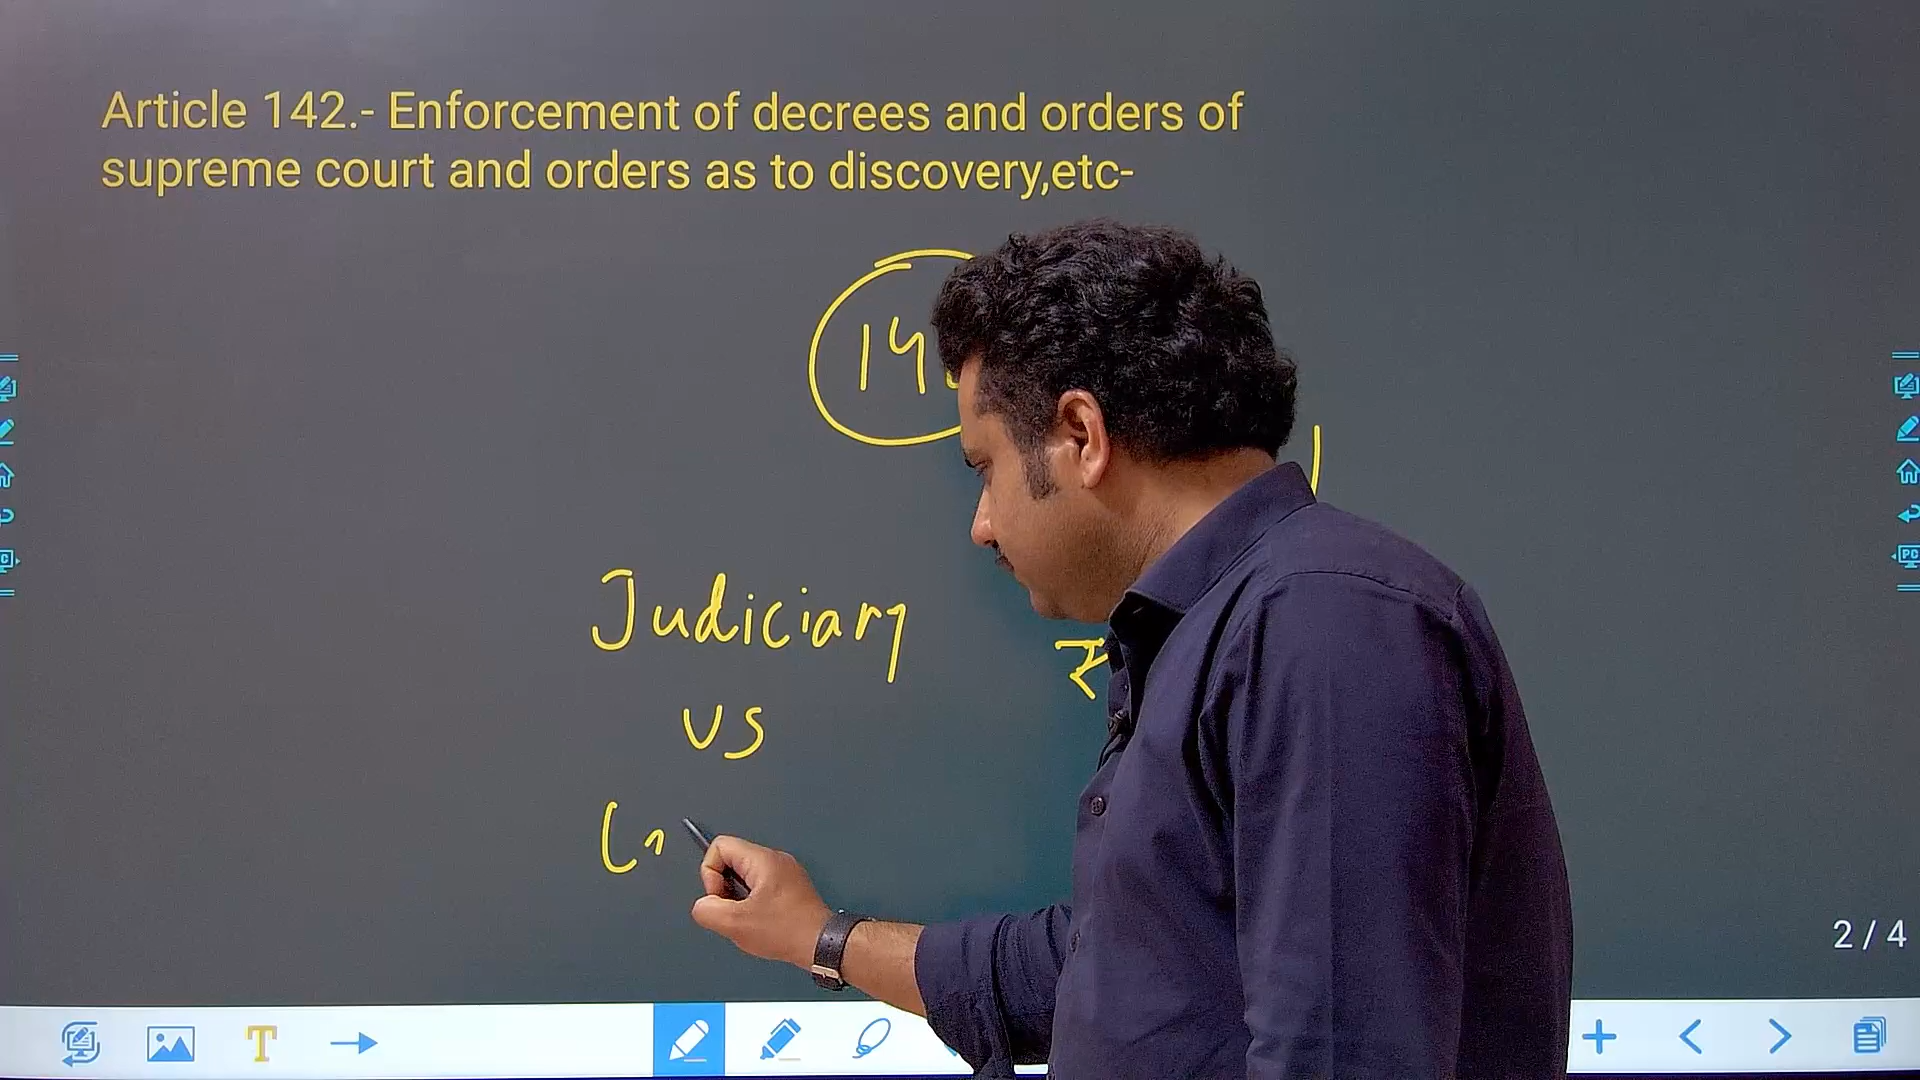 Article 142.- Enforcement of decrees and orders of
supreme court and orders as to discovery,etc-
Judiciary
vs
2 / 4